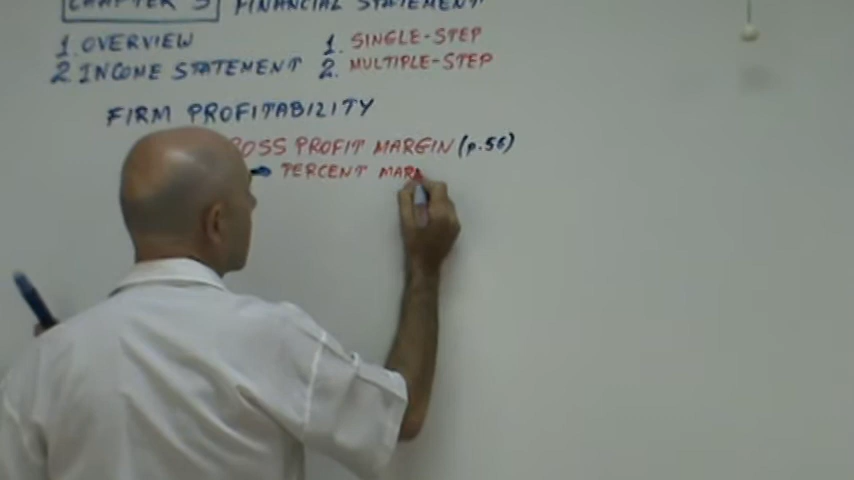 CHAPTER 3 FINANCIAL STATEMENT
1. OVERVIEW 1. SINGLE-STEP
2 INCOME STATEMENT 2. MULTIPLE-STEP
FIRM PROFITABILITY
ROSS PROFIT MARGIN (p.56)
PERCENT MAR